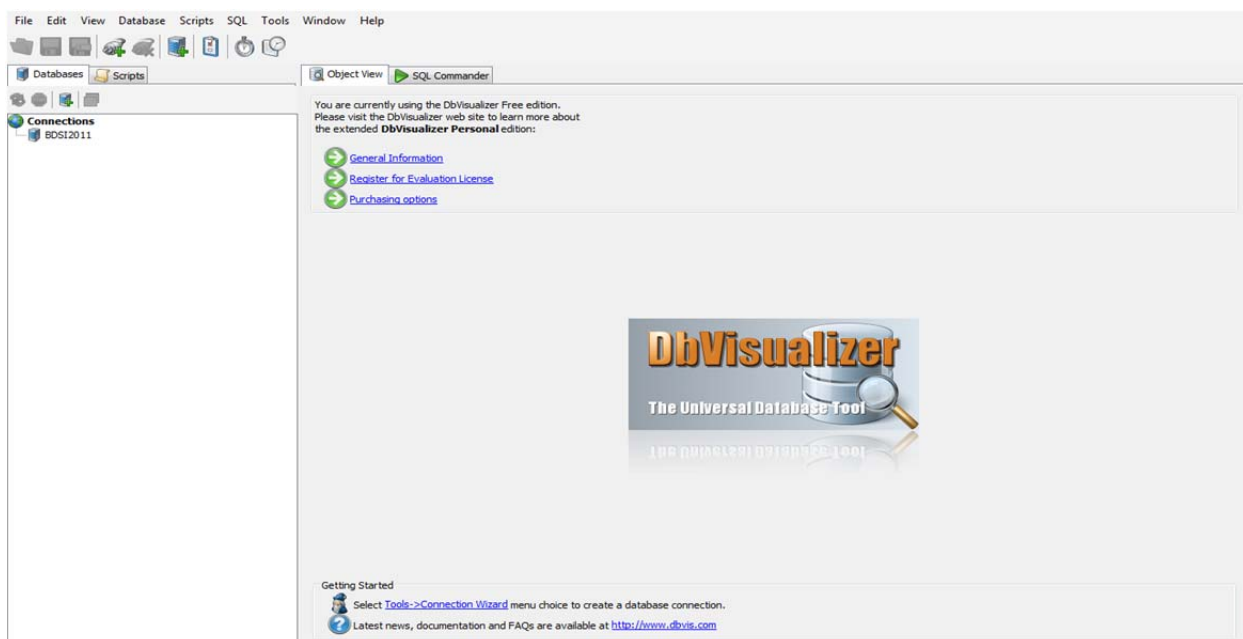 File Edit View Database Scripts SQL Tools Window Help
Databases Scripts
Object View SQL Commander
Connections
BDSI2011
You are currently using the DbVisualizer Free edition.
Please visit the DbVisualizer web site to learn more about
the extended DbVisualizer Personal edition:
General Information
Register for Evaluation License
Purchasing options
DbVisualizer
The Universal Database Tool
Getting Started
Select Tools->Connection Wizard menu choice to create a database connection.
Latest news, documentation and FAQs are available at http://www.dbvis.com